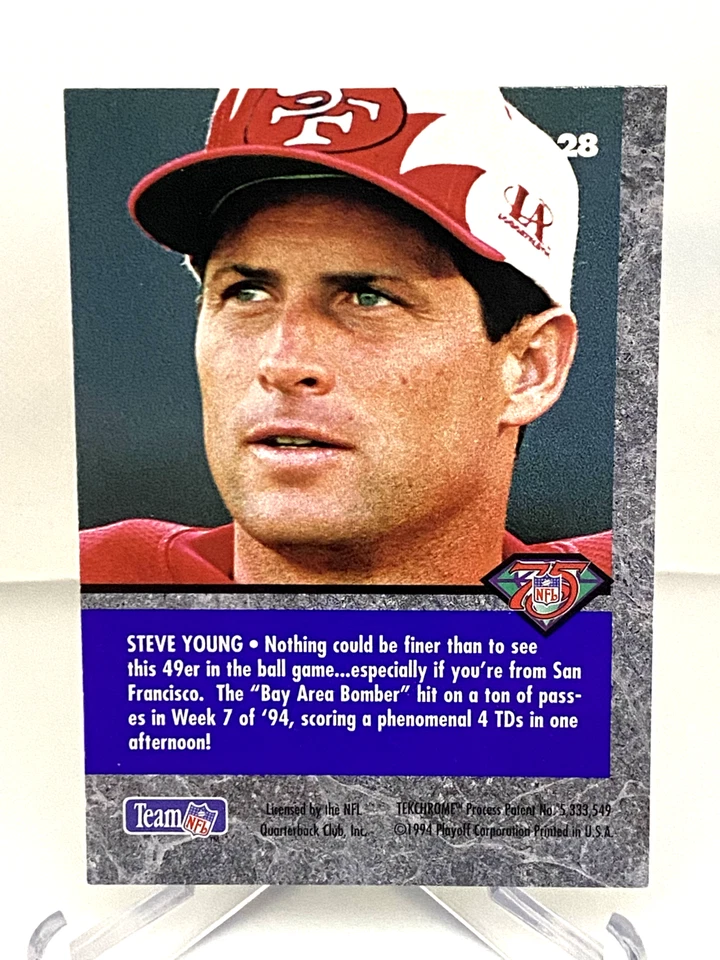 SF
28
LA
75
NFL
STEVE YOUNG • Nothing could be finer than to see
this 49er in the ball game...especially if you're from San
Francisco. The “Bay Area Bomber” hit on a ton of pass-
es in Week 7 of ‘94, scoring a phenomenal 4 TDs in one
afternoon!
Team NFL
Licensed by the NFL
Quarterback Club, Inc.
TEKCHROME™ Process Patent No. 5,333,549
©1994 Playoff Corporation Printed in U.S.A.